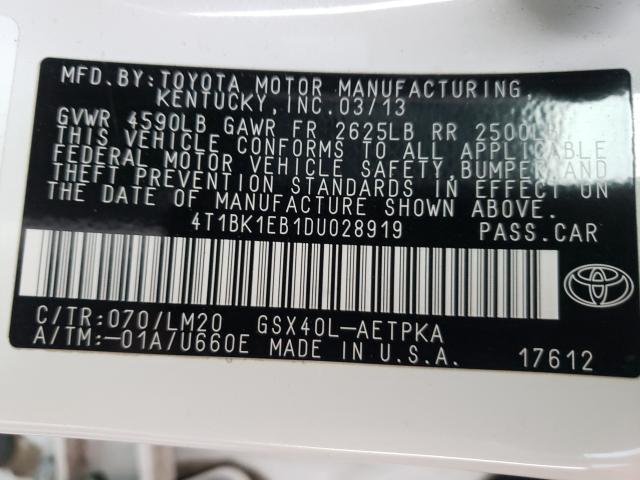 MFD. BY: TOYOTA MOTOR MANUFACTURING,
KENTUCKY, INC. 03/13
GVWR 4590LB GAWR FR 2625LB RR 2500LB
THIS VEHICLE CONFORMS TO ALL APPLICABLE
FEDERAL MOTOR VEHICLE SAFETY, BUMPER, AND
THEFT PREVENTION STANDARDS IN EFFECT ON
THE DATE OF MANUFACTURE SHOWN ABOVE.
4T1BK1EB1DU028919 PASS.CAR
C/TR: 070/LM20 GSX40L-AETPKA
A/TM: -01A/U660E MADE IN U.S.A. 17612